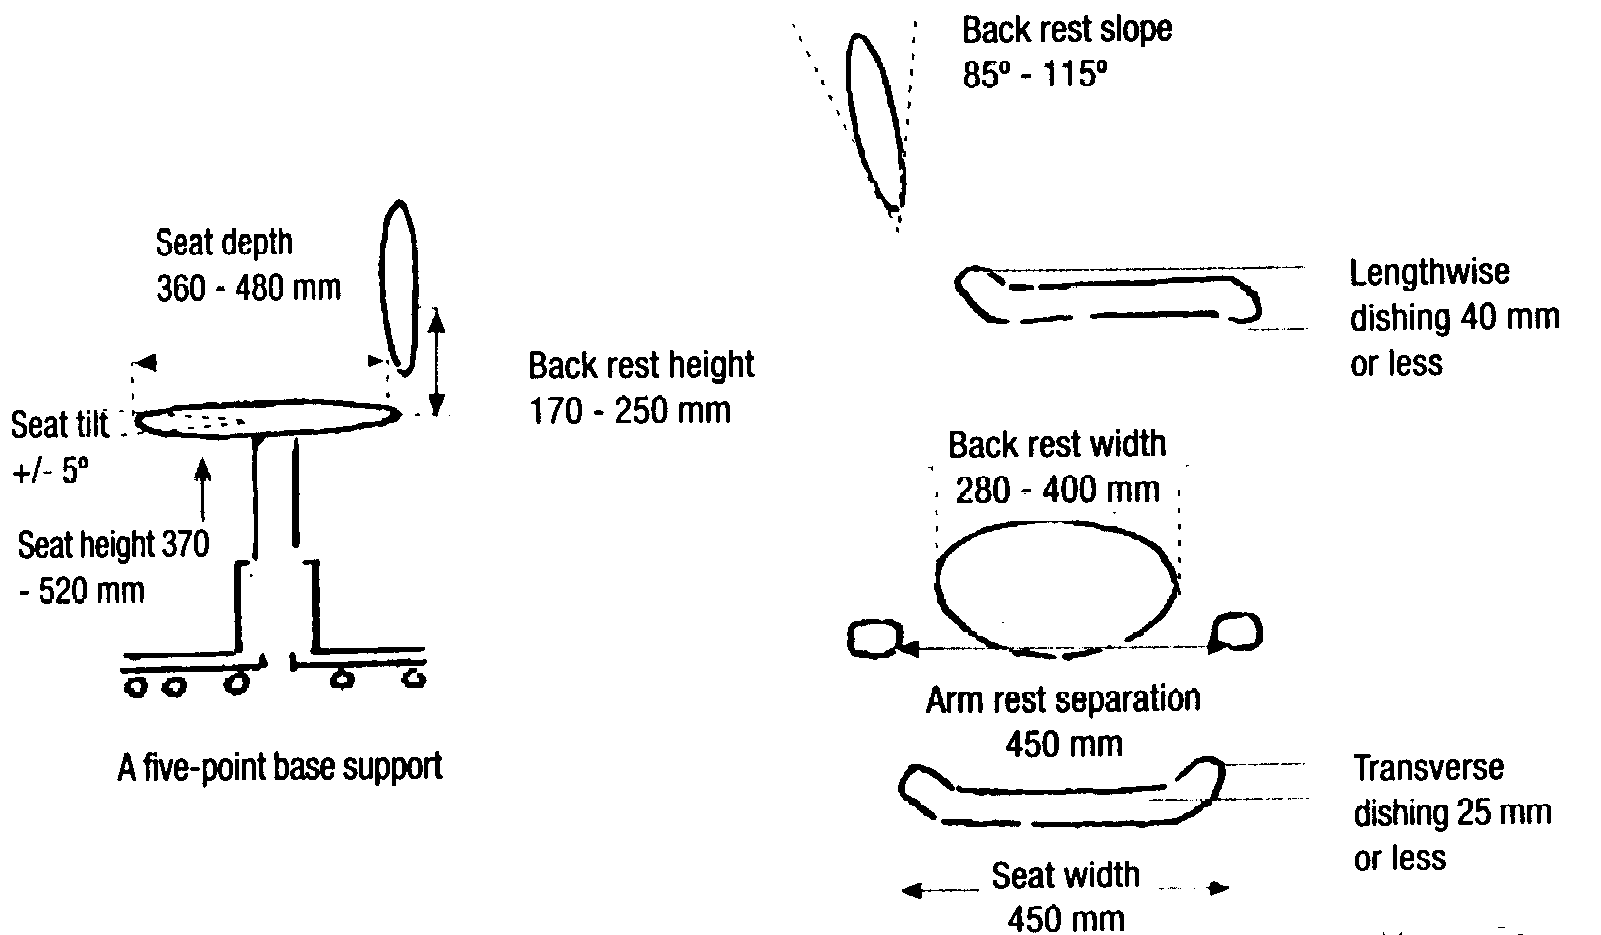 Back rest slope
85º - 115º
Seat depth
360 - 480 mm
Lengthwise
dishing 40 mm
or less
Back rest height
170 - 250 mm
Seat tilt
+/- 5º
Back rest width
280 - 400 mm
Seat height 370
- 520 mm
Arm rest separation
450 mm
A five-point base support
Transverse
dishing 25 mm
or less
Seat width
450 mm